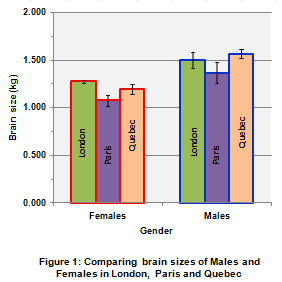 2.000
1.500
1.000
0.500
0.000
Brain size (kg)
London
Paris
Quebec
London
Paris
Quebec
Females
Males
Gender
Figure 1: Comparing brain sizes of Males and
Females in London, Paris and Quebec